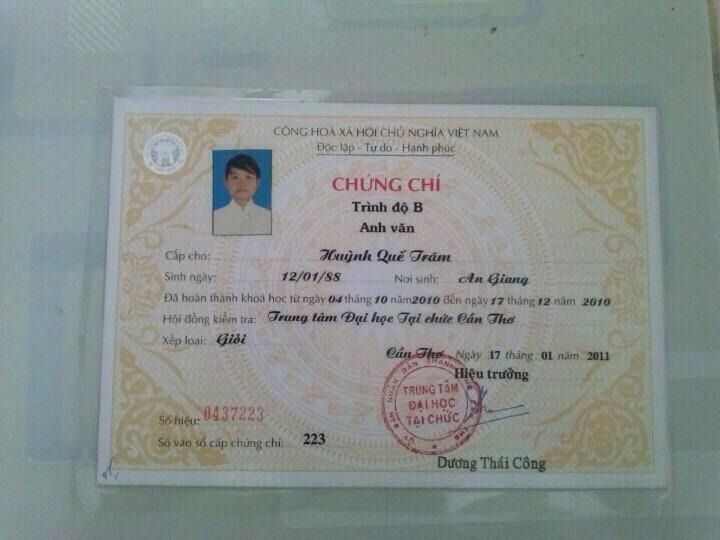 CỘNG HOÀ XÃ HỘI CHỦ NGHĨA VIỆT NAM
Độc lập - Tự do - Hạnh phúc
CHỨNG CHỈ
Trình độ B
Anh văn
Cấp cho: Huỳnh Quế Trăm
Sinh ngày: 12/01/88 Nơi sinh: An Giang
Đã hoàn thành khoá học từ ngày 04 tháng 10 năm 2010 đến ngày 17 tháng 12 năm 2010
Hội đồng kiểm tra: Trung tâm Đại học Tại chức Cần Thơ
Xếp loại: Giỏi
Cần Thơ Ngày 17 tháng 01 năm 2011
Hiệu trưởng
TRUNG TÂM
ĐẠI HỌC
TẠI CHỨC
Số hiệu: 0437223
Số vào sổ cấp chứng chỉ: 223
Dương Thái Công